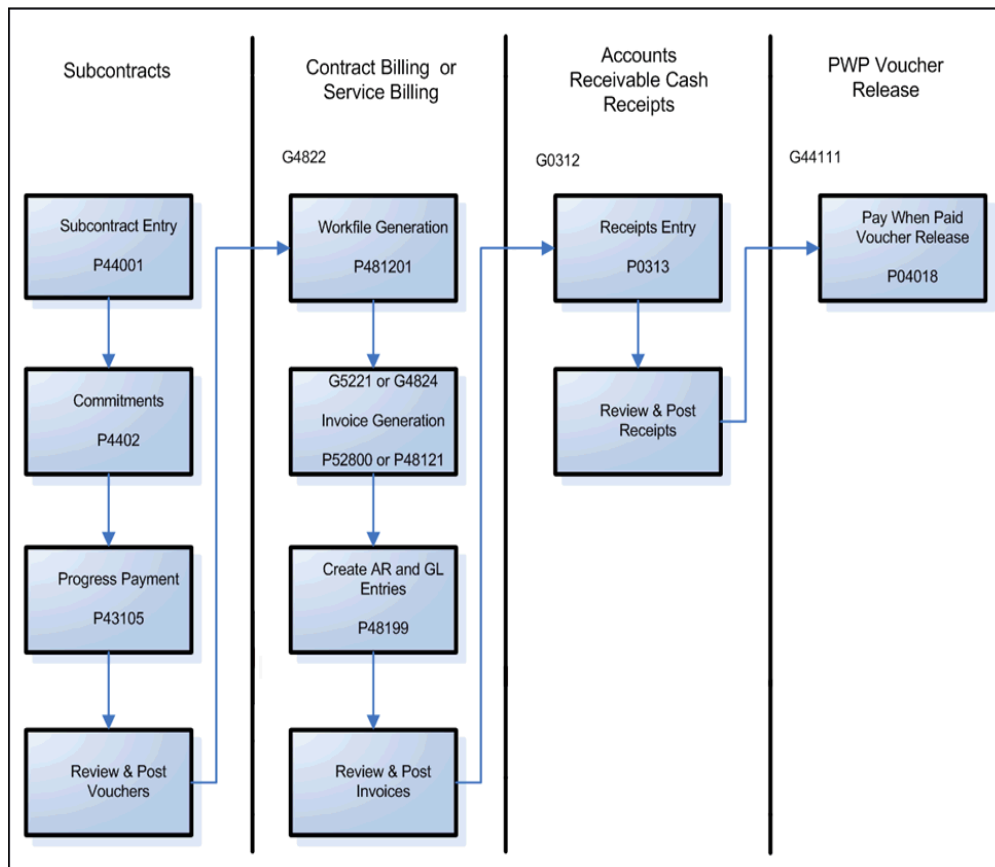 Subcontracts
Subcontract Entry
P44001
Commitments
P4402
Progress Payment
P43105
Review & Post
Vouchers
Contract Billing or
Service Billing
G4822
Workfile Generation
P481201
G5221 or G4824
Invoice Generation
P52800 or P48121
Create AR and GL
Entries
P48199
Review & Post
Invoices
Accounts
Receivable Cash
Receipts
G0312
Receipts Entry
P0313
Review & Post
Receipts
PWP Voucher
Release
G44111
Pay When Paid
Voucher Release
P04018